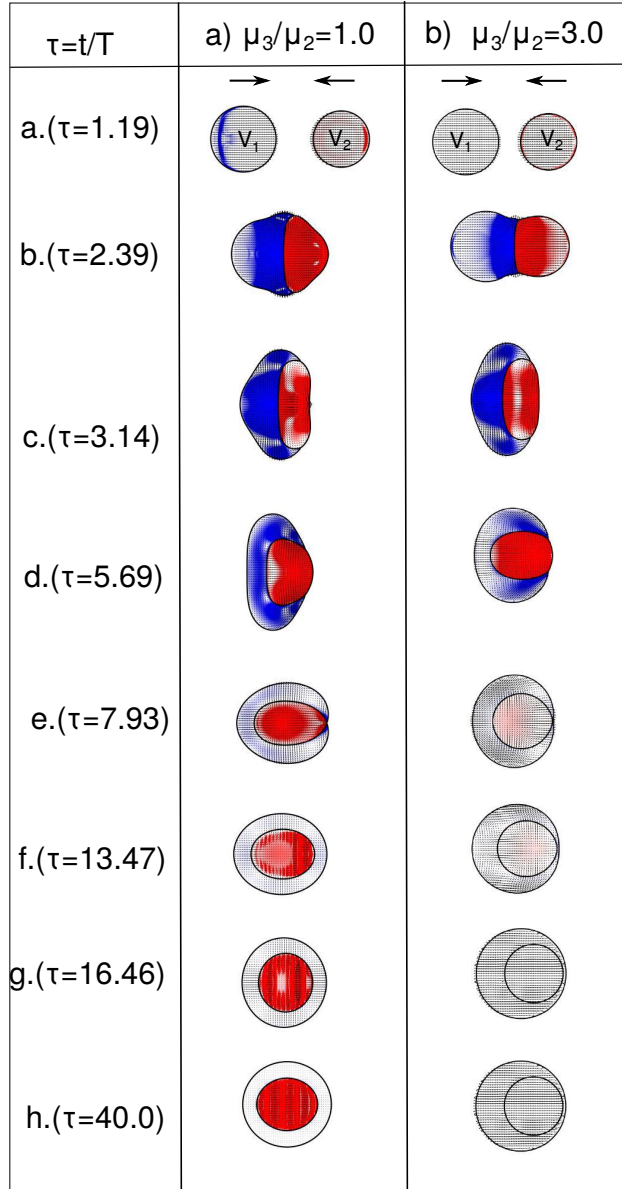 τ=t/T a) μ₃/μ₂=1.0 b) μ₃/μ₂=3.0
a.(τ=1.19) V₁ V₂ V₁ V₂
b.(τ=2.39)
c.(τ=3.14)
d.(τ=5.69)
e.(τ=7.93)
f.(τ=13.47)
g.(τ=16.46)
h.(τ=40.0)